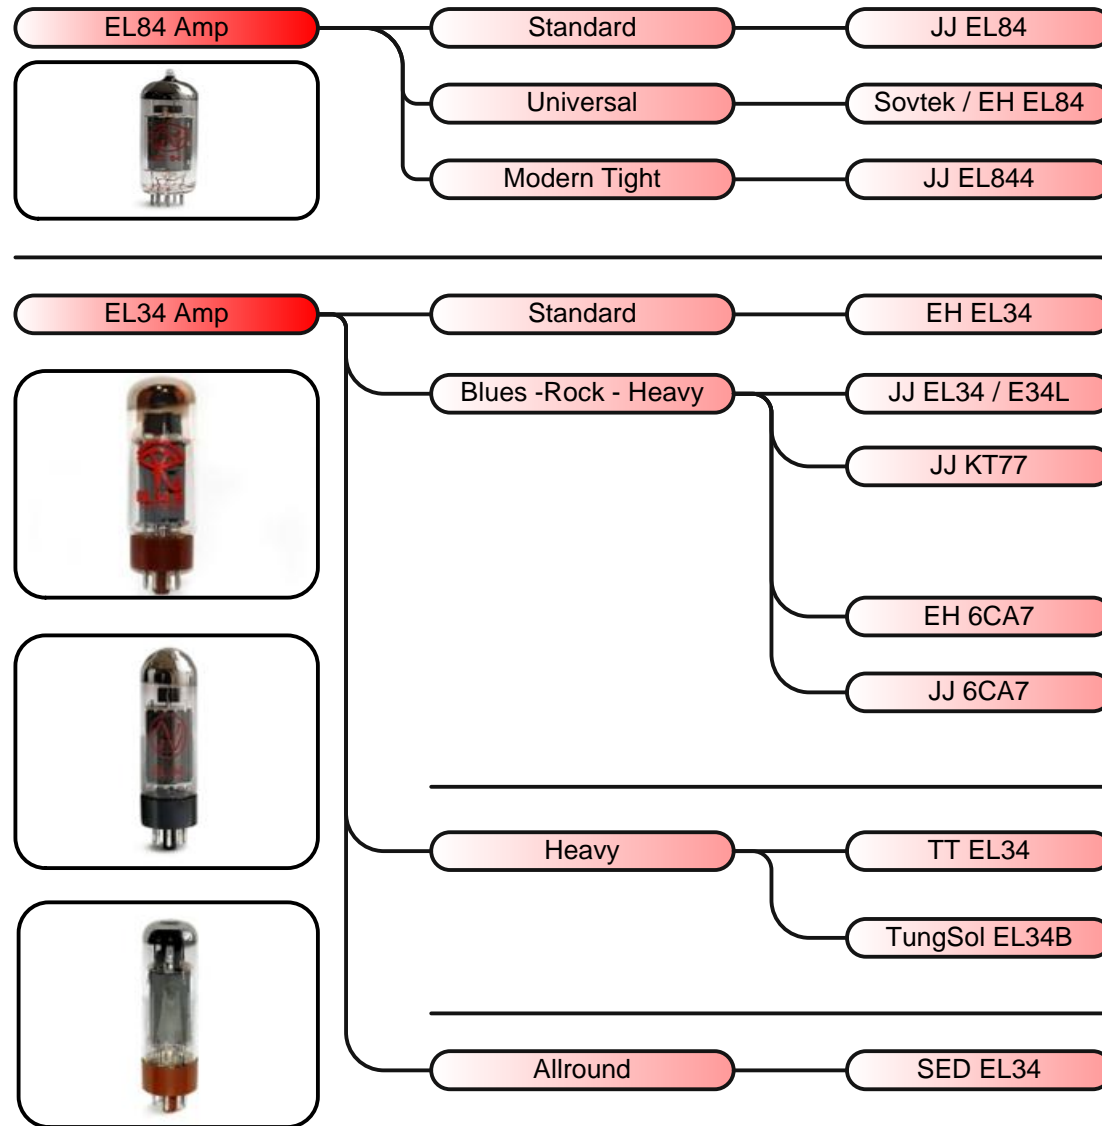 EL84 Amp
Standard
JJ EL84
Universal
Sovtek / EH EL84
Modern Tight
JJ EL844
EL34 Amp
Standard
EH EL34
Blues -Rock - Heavy
JJ EL34 / E34L
JJ KT77
EH 6CA7
JJ 6CA7
Heavy
TT EL34
TungSol EL34B
Allround
SED EL34